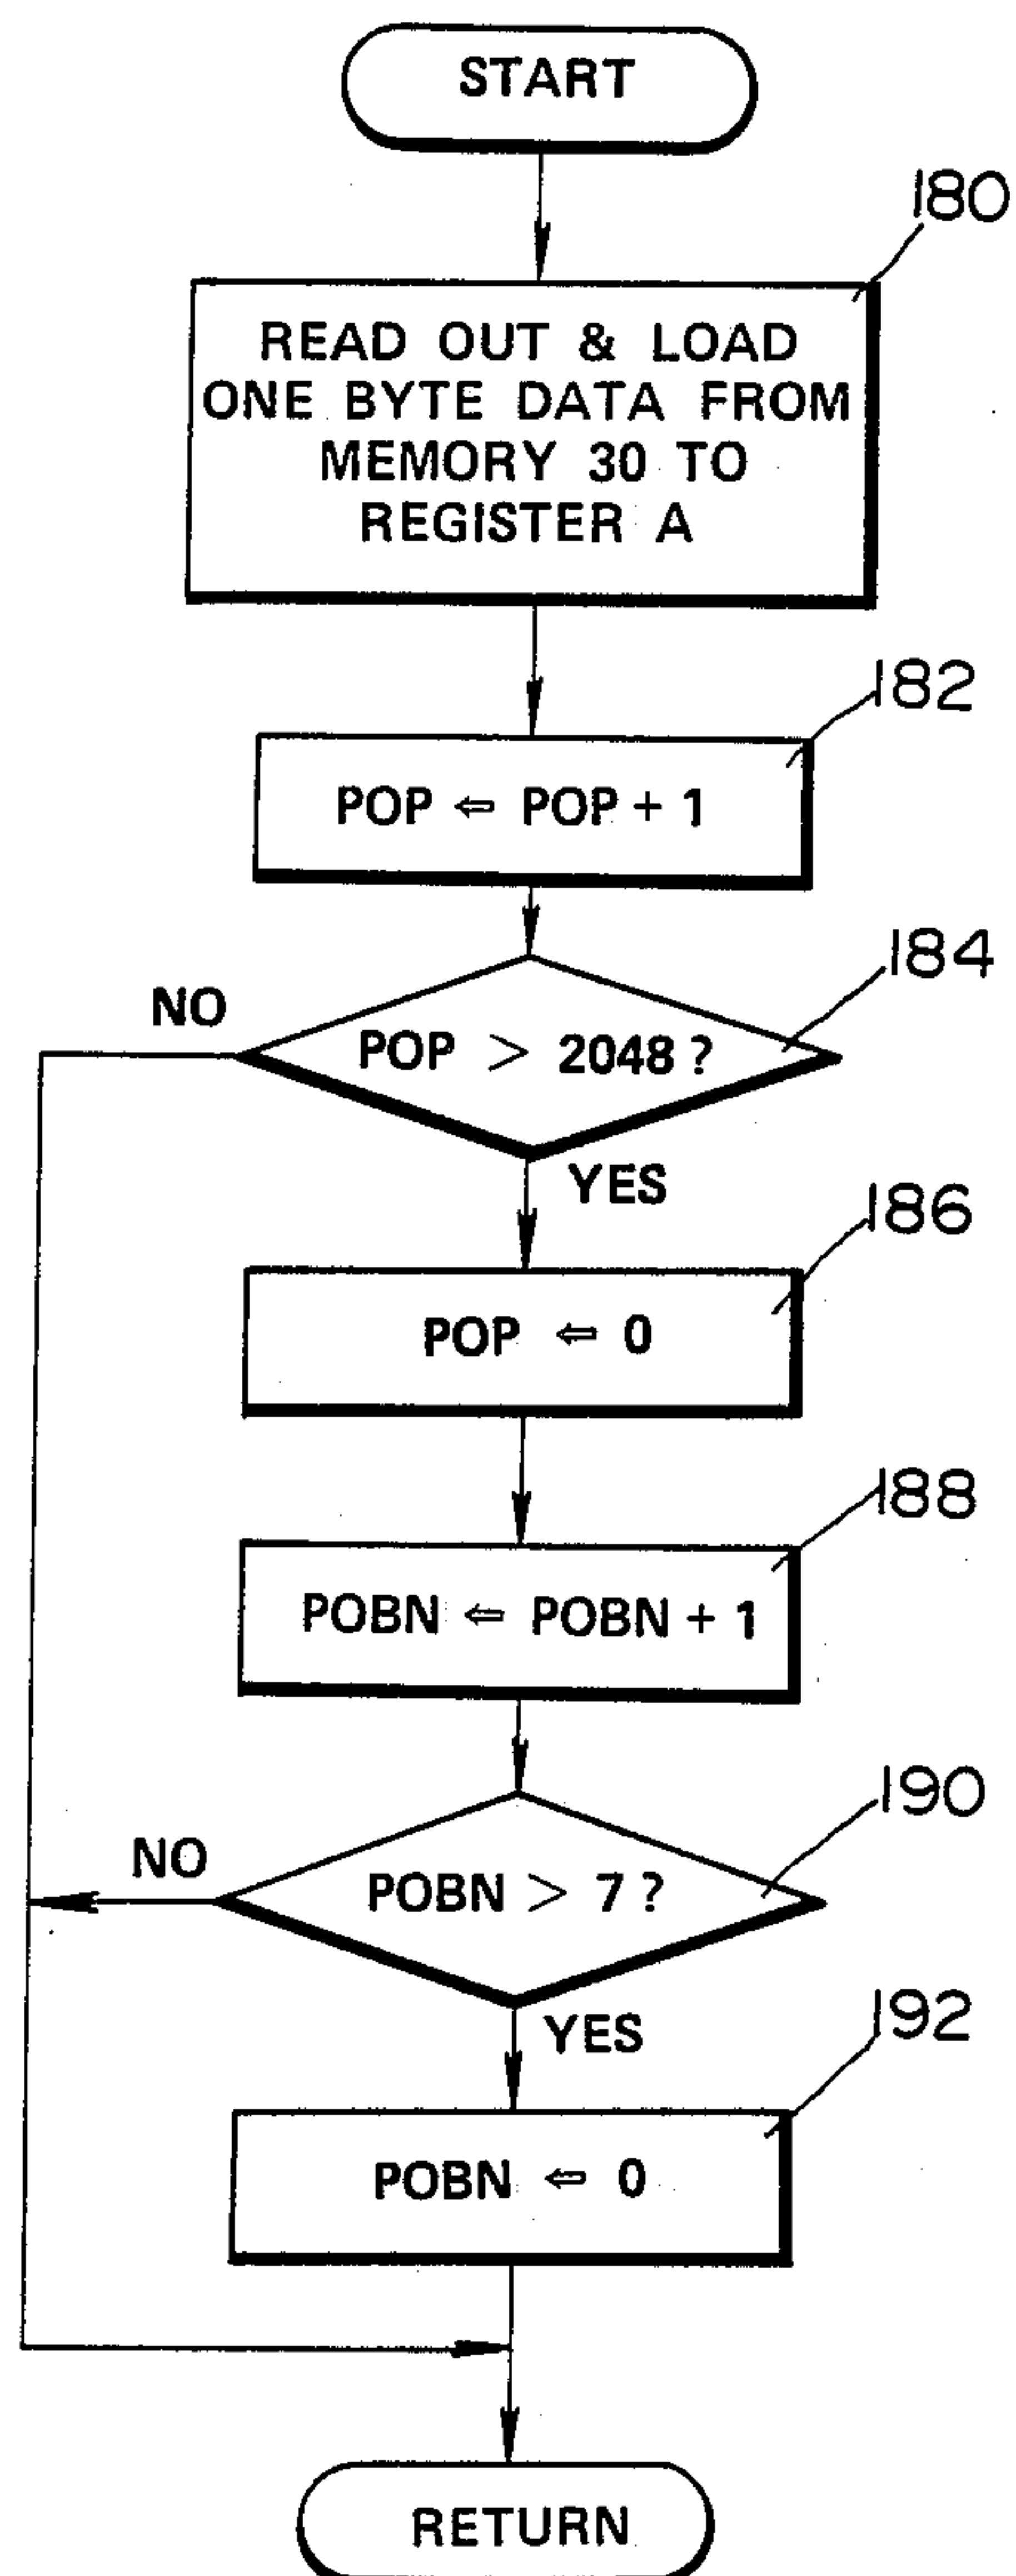 START
180
READ OUT & LOAD
ONE BYTE DATA FROM
MEMORY 30 TO
REGISTER A
182
POP ⇐ POP + 1
184
NO
POP > 2048 ?
YES
186
POP ⇐ 0
188
POBN ⇐ POBN + 1
190
NO
POBN > 7 ?
YES
192
POBN ⇐ 0
RETURN